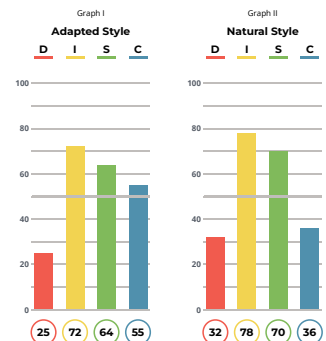 Graph I
Adapted Style
D I S C
100
80
60
40
20
0
25 72 64 55
Graph II
Natural Style
D I S C
100
80
60
40
20
0
32 78 70 36